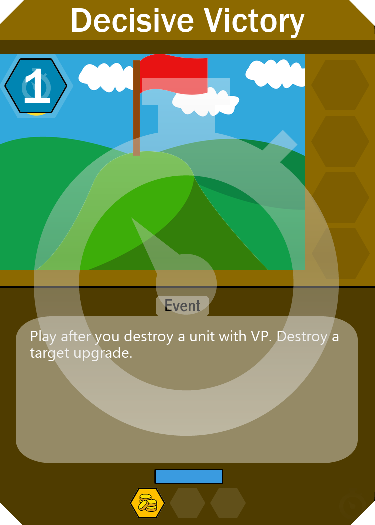 Decisive Victory
1
Event
Play after you destroy a unit with VP. Destroy a
target upgrade.